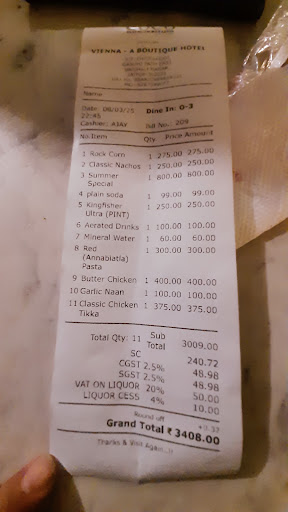 VIENNA - A BOUTIQUE HOTEL
Name
Date: 06/03/25 Dine In: G-3
22:45
Cashier: AJAY Bill No.: 209
No Item Qty. Price Amount
1 Rock Corn 1 275.00 275.00
2 Classic Nachos 1 250.00 250.00
3 Summer 1 800.00 800.00
Special
4 plain soda 1 99.00 99.00
5 Kingfisher 1 250.00 250.00
Ultra (PINT)
6 Aerated Drinks 1 100.00 100.00
7 Mineral Water 1 60.00 60.00
8 Red 1 300.00 300.00
(Annabiatla)
Pasta
9 Butter Chicken 1 400.00 400.00
10 Garlic Naan 1 100.00 100.00
11 Classic Chicken 1 375.00 375.00
Tikka
Total Qty: 11 Sub 3009.00
Total
SC 240.72
CGST 2.5% 48.98
SGST 2.5% 48.98
VAT ON LIQUOR 20% 50.00
LIQUOR CESS 4% 10.00
Round off
Grand Total ₹ 3408.00
Thanks & Visit Again..!!